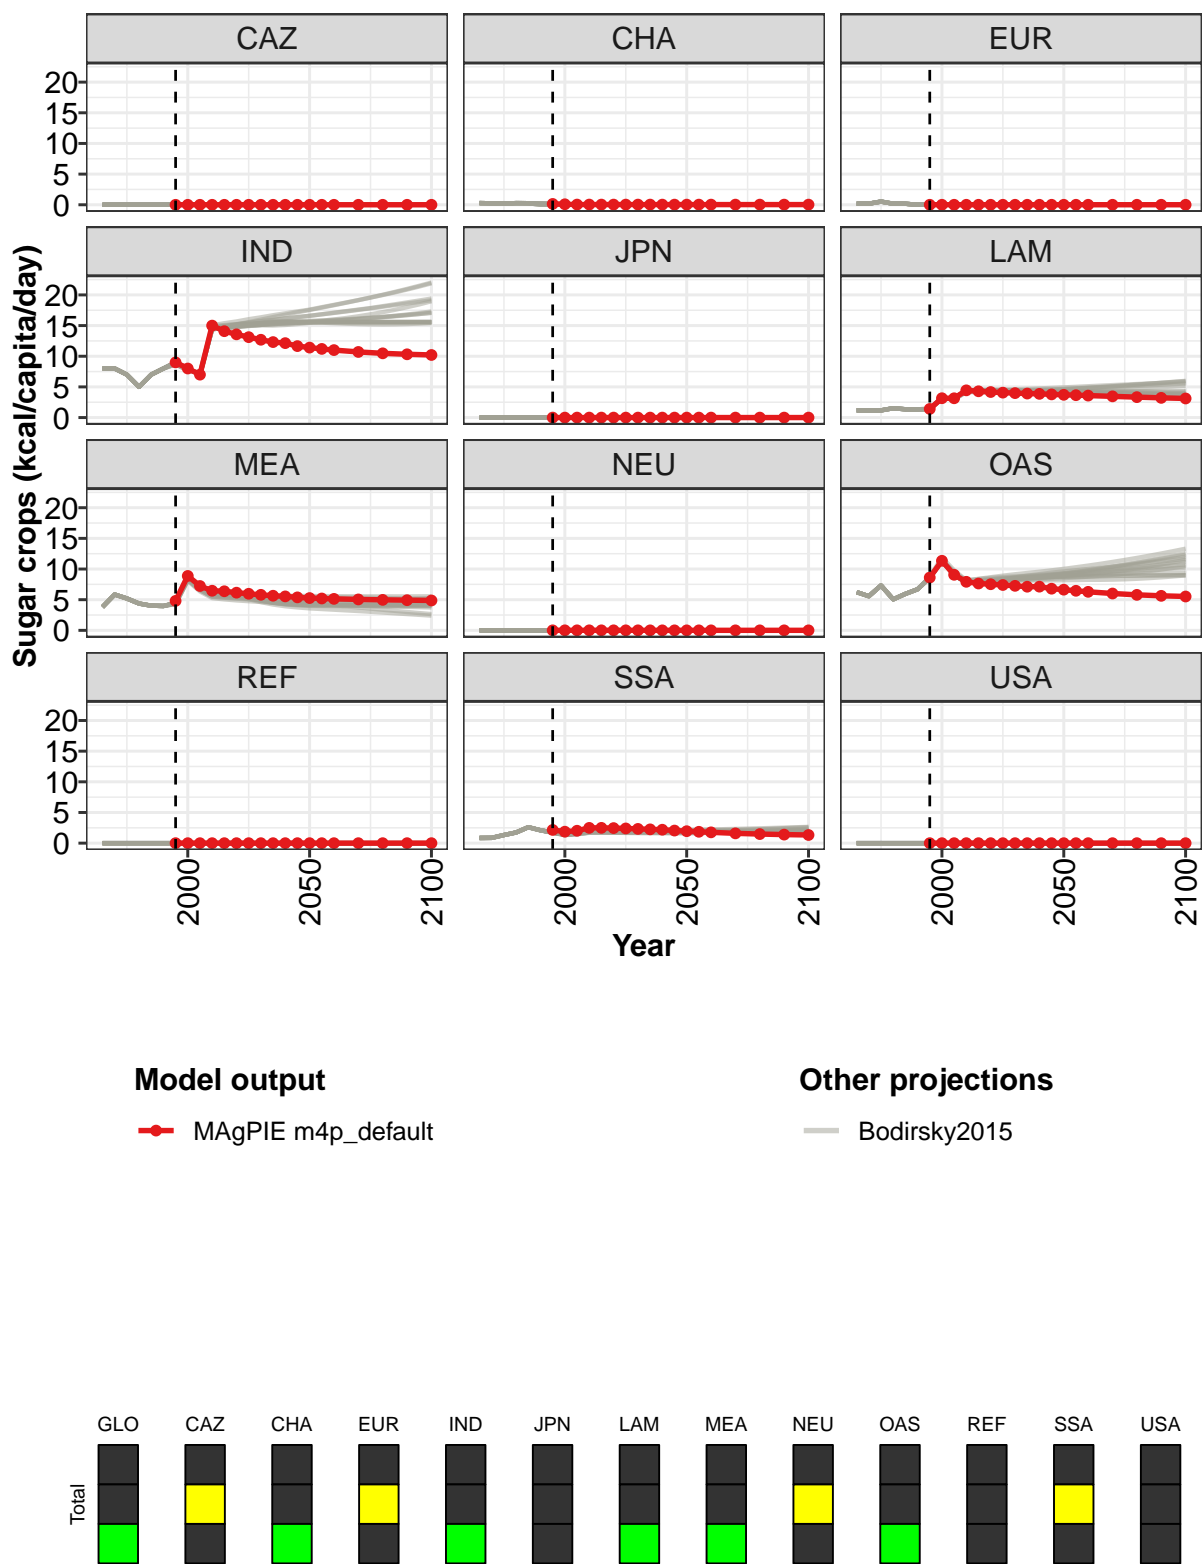 CAZ CHA EUR
20
15
10
5
0
IND JPN LAM
20
15
10
5
0
MEA NEU OAS
20
15
10
5
0
REF SSA USA
20
15
10
5
0
Sugar crops (kcal/capita/day)
2000 2050 2100 2000 2050 2100 2000 2050 2100
Year
Model output Other projections
MAgPIE m4p_default Bodirsky2015
GLO CAZ CHA EUR IND JPN LAM MEA NEU OAS REF SSA USA
Total